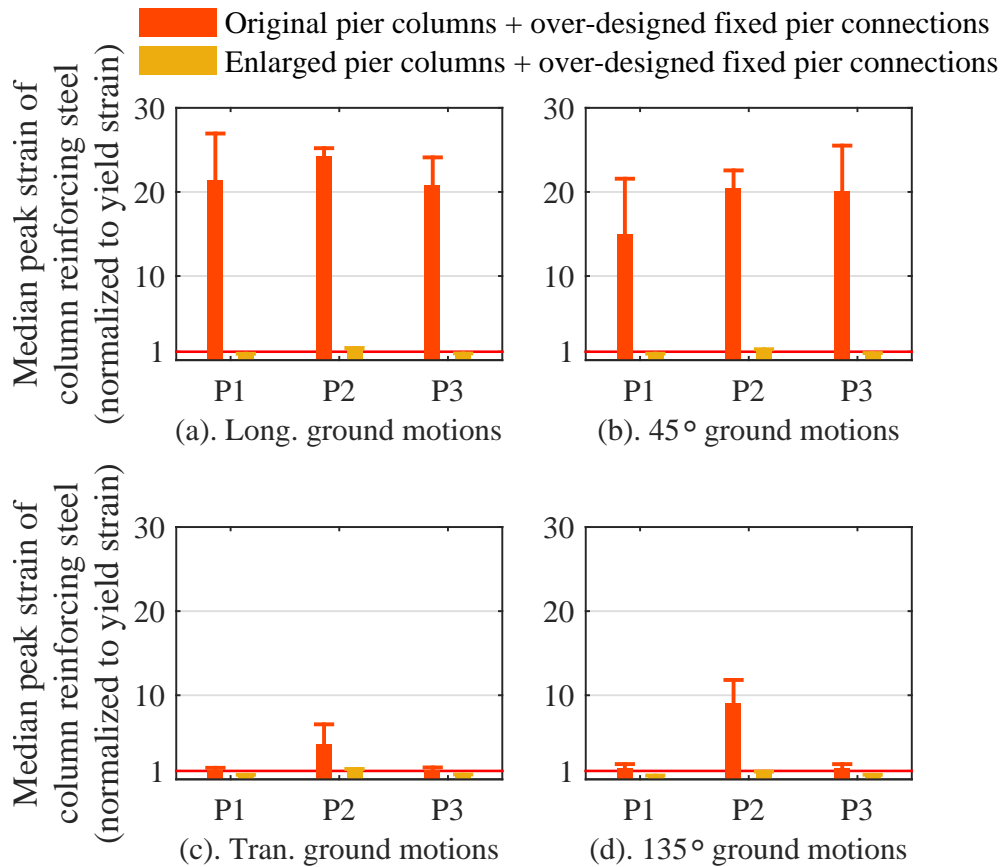 Original pier columns + over-designed fixed pier connections
Enlarged pier columns + over-designed fixed pier connections
Median peak strain of
column reinforcing steel
(normalized to yield strain)
30
20
10
1
P1 P2 P3
(a). Long. ground motions
30
20
10
1
P1 P2 P3
(b). 45° ground motions
Median peak strain of
column reinforcing steel
(normalized to yield strain)
30
20
10
1
P1 P2 P3
(c). Tran. ground motions
30
20
10
1
P1 P2 P3
(d). 135° ground motions